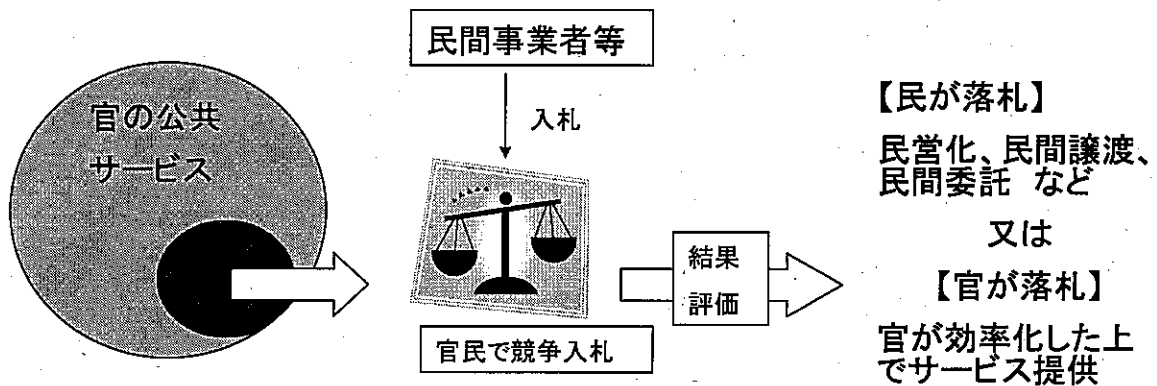 官の公共
サービス
民間事業者等
入札
官民で競争入札
結果
評価
【民が落札】
民営化、民間譲渡、
民間委託 など
又は
【官が落札】
官が効率化した上
でサービス提供